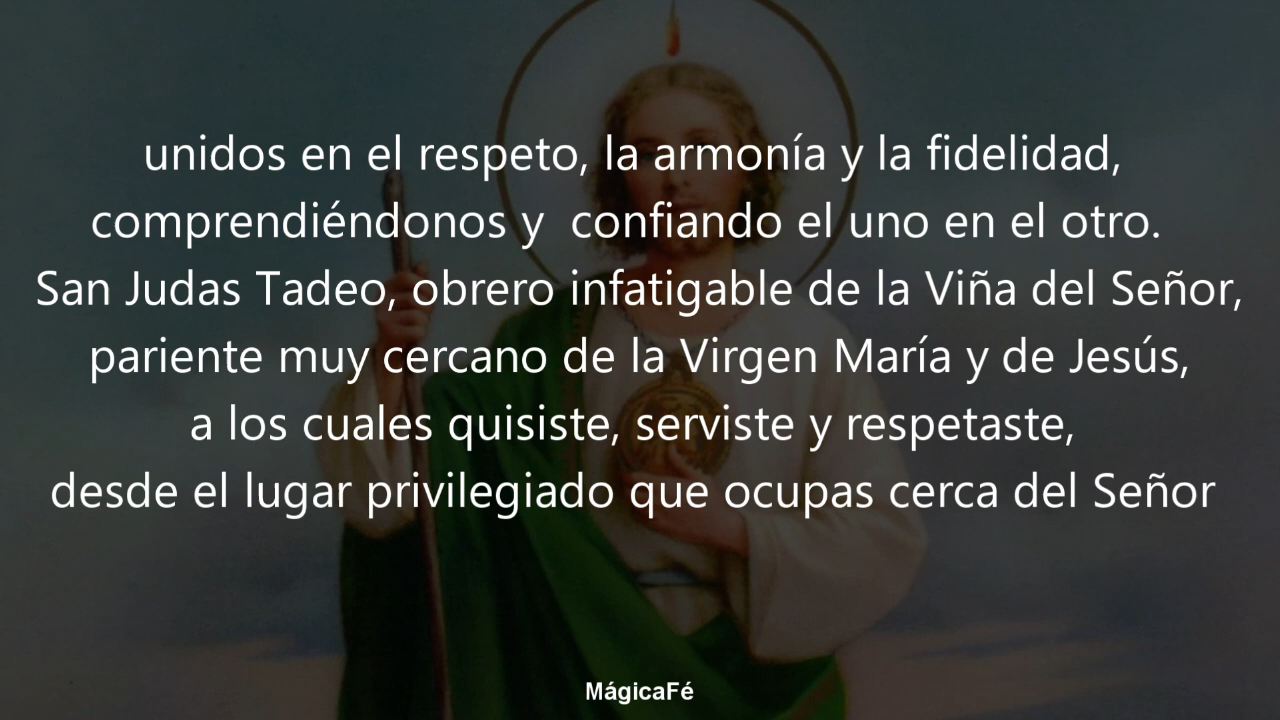 unidos en el respeto, la armonía y la fidelidad,
comprendiéndonos y  confiando el uno en el otro.
San Judas Tadeo, obrero infatigable de la Viña del Señor,
pariente muy cercano de la Virgen María y de Jesús,
a los cuales quisiste, serviste y respetaste,
desde el lugar privilegiado que ocupas cerca del Señor
MágicaFé